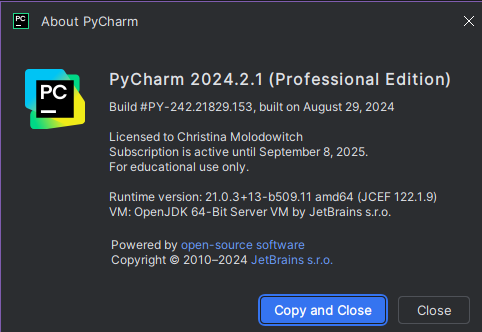 PC About PyCharm
PC
PyCharm 2024.2.1 (Professional Edition)
Build #PY-242.21829.153, built on August 29, 2024
Licensed to Christina Molodowitch
Subscription is active until September 8, 2025.
For educational use only.
Runtime version: 21.0.3+13-b509.11 amd64 (JCEF 122.1.9)
VM: OpenJDK 64-Bit Server VM by JetBrains s.r.o.
Powered by open-source software
Copyright © 2010–2024 JetBrains s.r.o.
Copy and Close Close